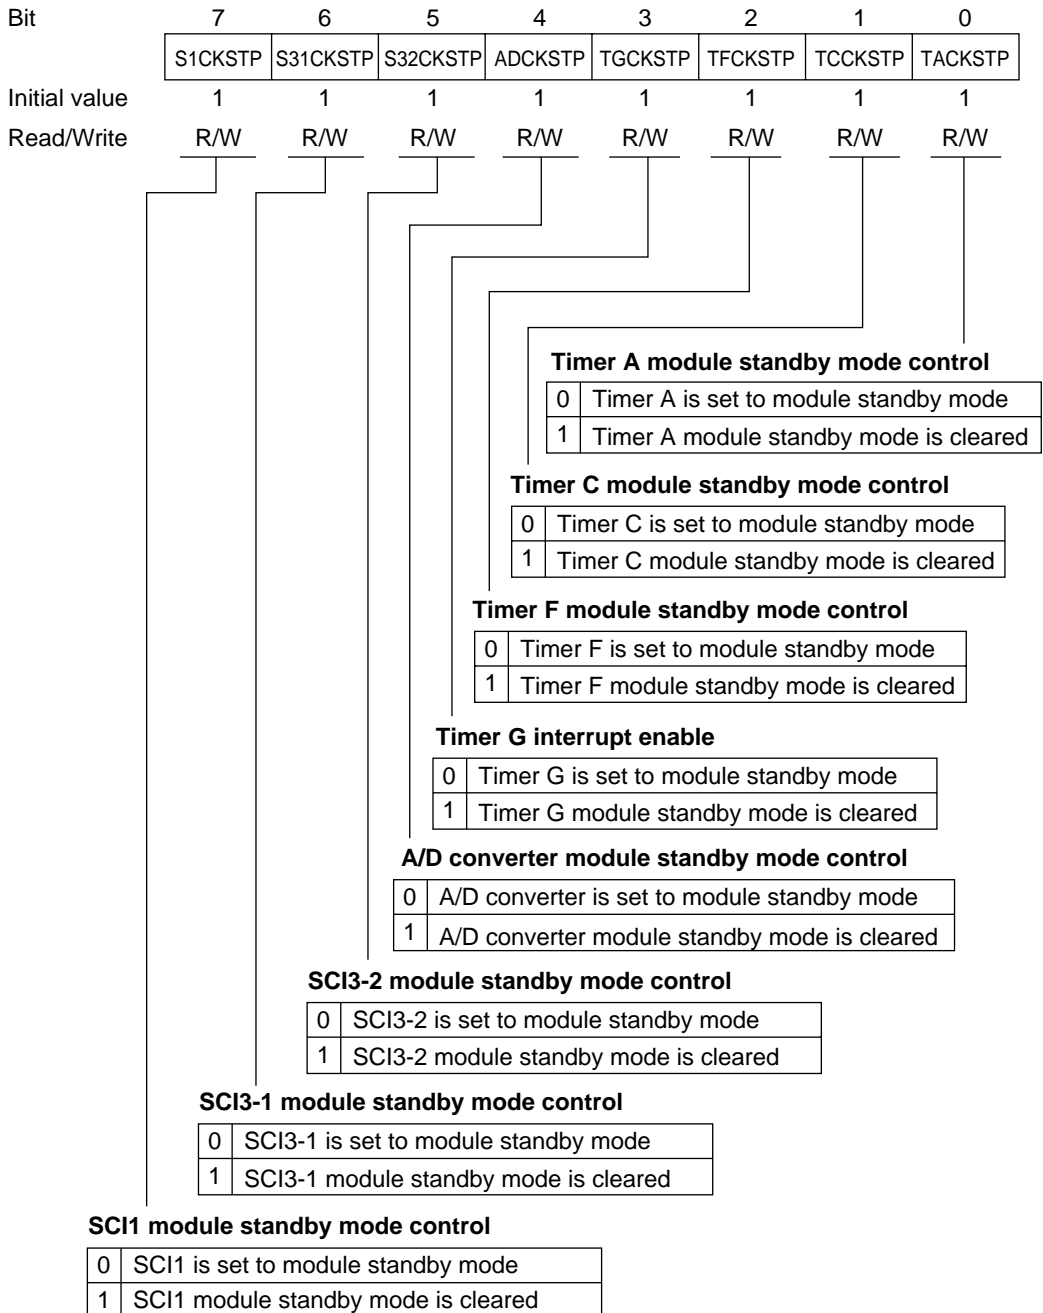 Bit 7 6 5 4 3 2 1 0
S1CKSTP S31CKSTP S32CKSTP ADCKSTP TGCKSTP TFCKSTP TCCKSTP TACKSTP
Initial value 1 1 1 1 1 1 1 1
Read/Write R/W R/W R/W R/W R/W R/W R/W R/W
Timer A module standby mode control
0 Timer A is set to module standby mode
1 Timer A module standby mode is cleared
Timer C module standby mode control
0 Timer C is set to module standby mode
1 Timer C module standby mode is cleared
Timer F module standby mode control
0 Timer F is set to module standby mode
1 Timer F module standby mode is cleared
Timer G interrupt enable
0 Timer G is set to module standby mode
1 Timer G module standby mode is cleared
A/D converter module standby mode control
0 A/D converter is set to module standby mode
1 A/D converter module standby mode is cleared
SCI3-2 module standby mode control
0 SCI3-2 is set to module standby mode
1 SCI3-2 module standby mode is cleared
SCI3-1 module standby mode control
0 SCI3-1 is set to module standby mode
1 SCI3-1 module standby mode is cleared
SCI1 module standby mode control
0 SCI1 is set to module standby mode
1 SCI1 module standby mode is cleared